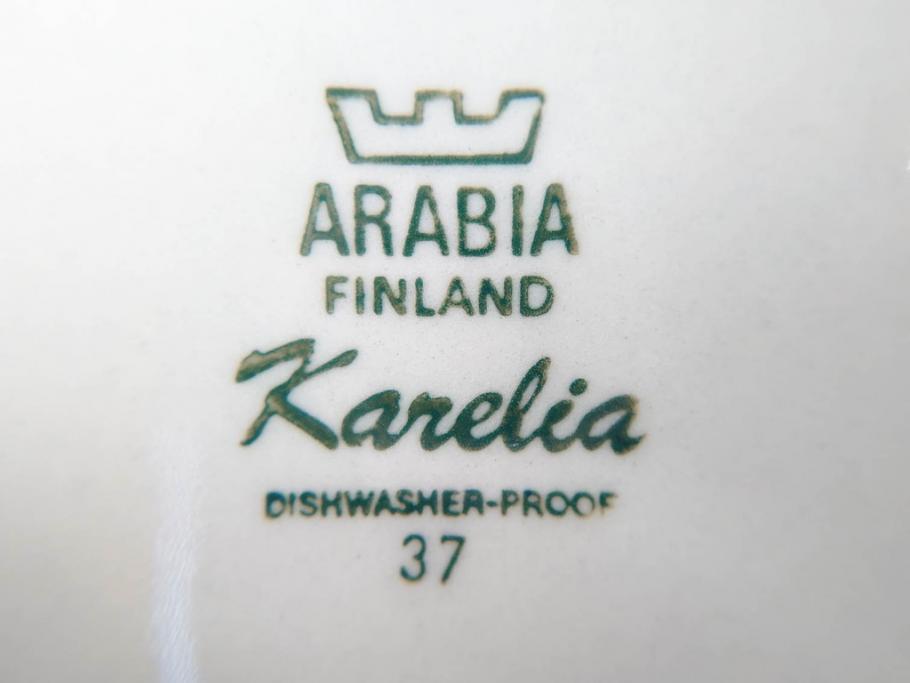 ARABIA
FINLAND
Karelia
DISHWASHER-PROOF
37